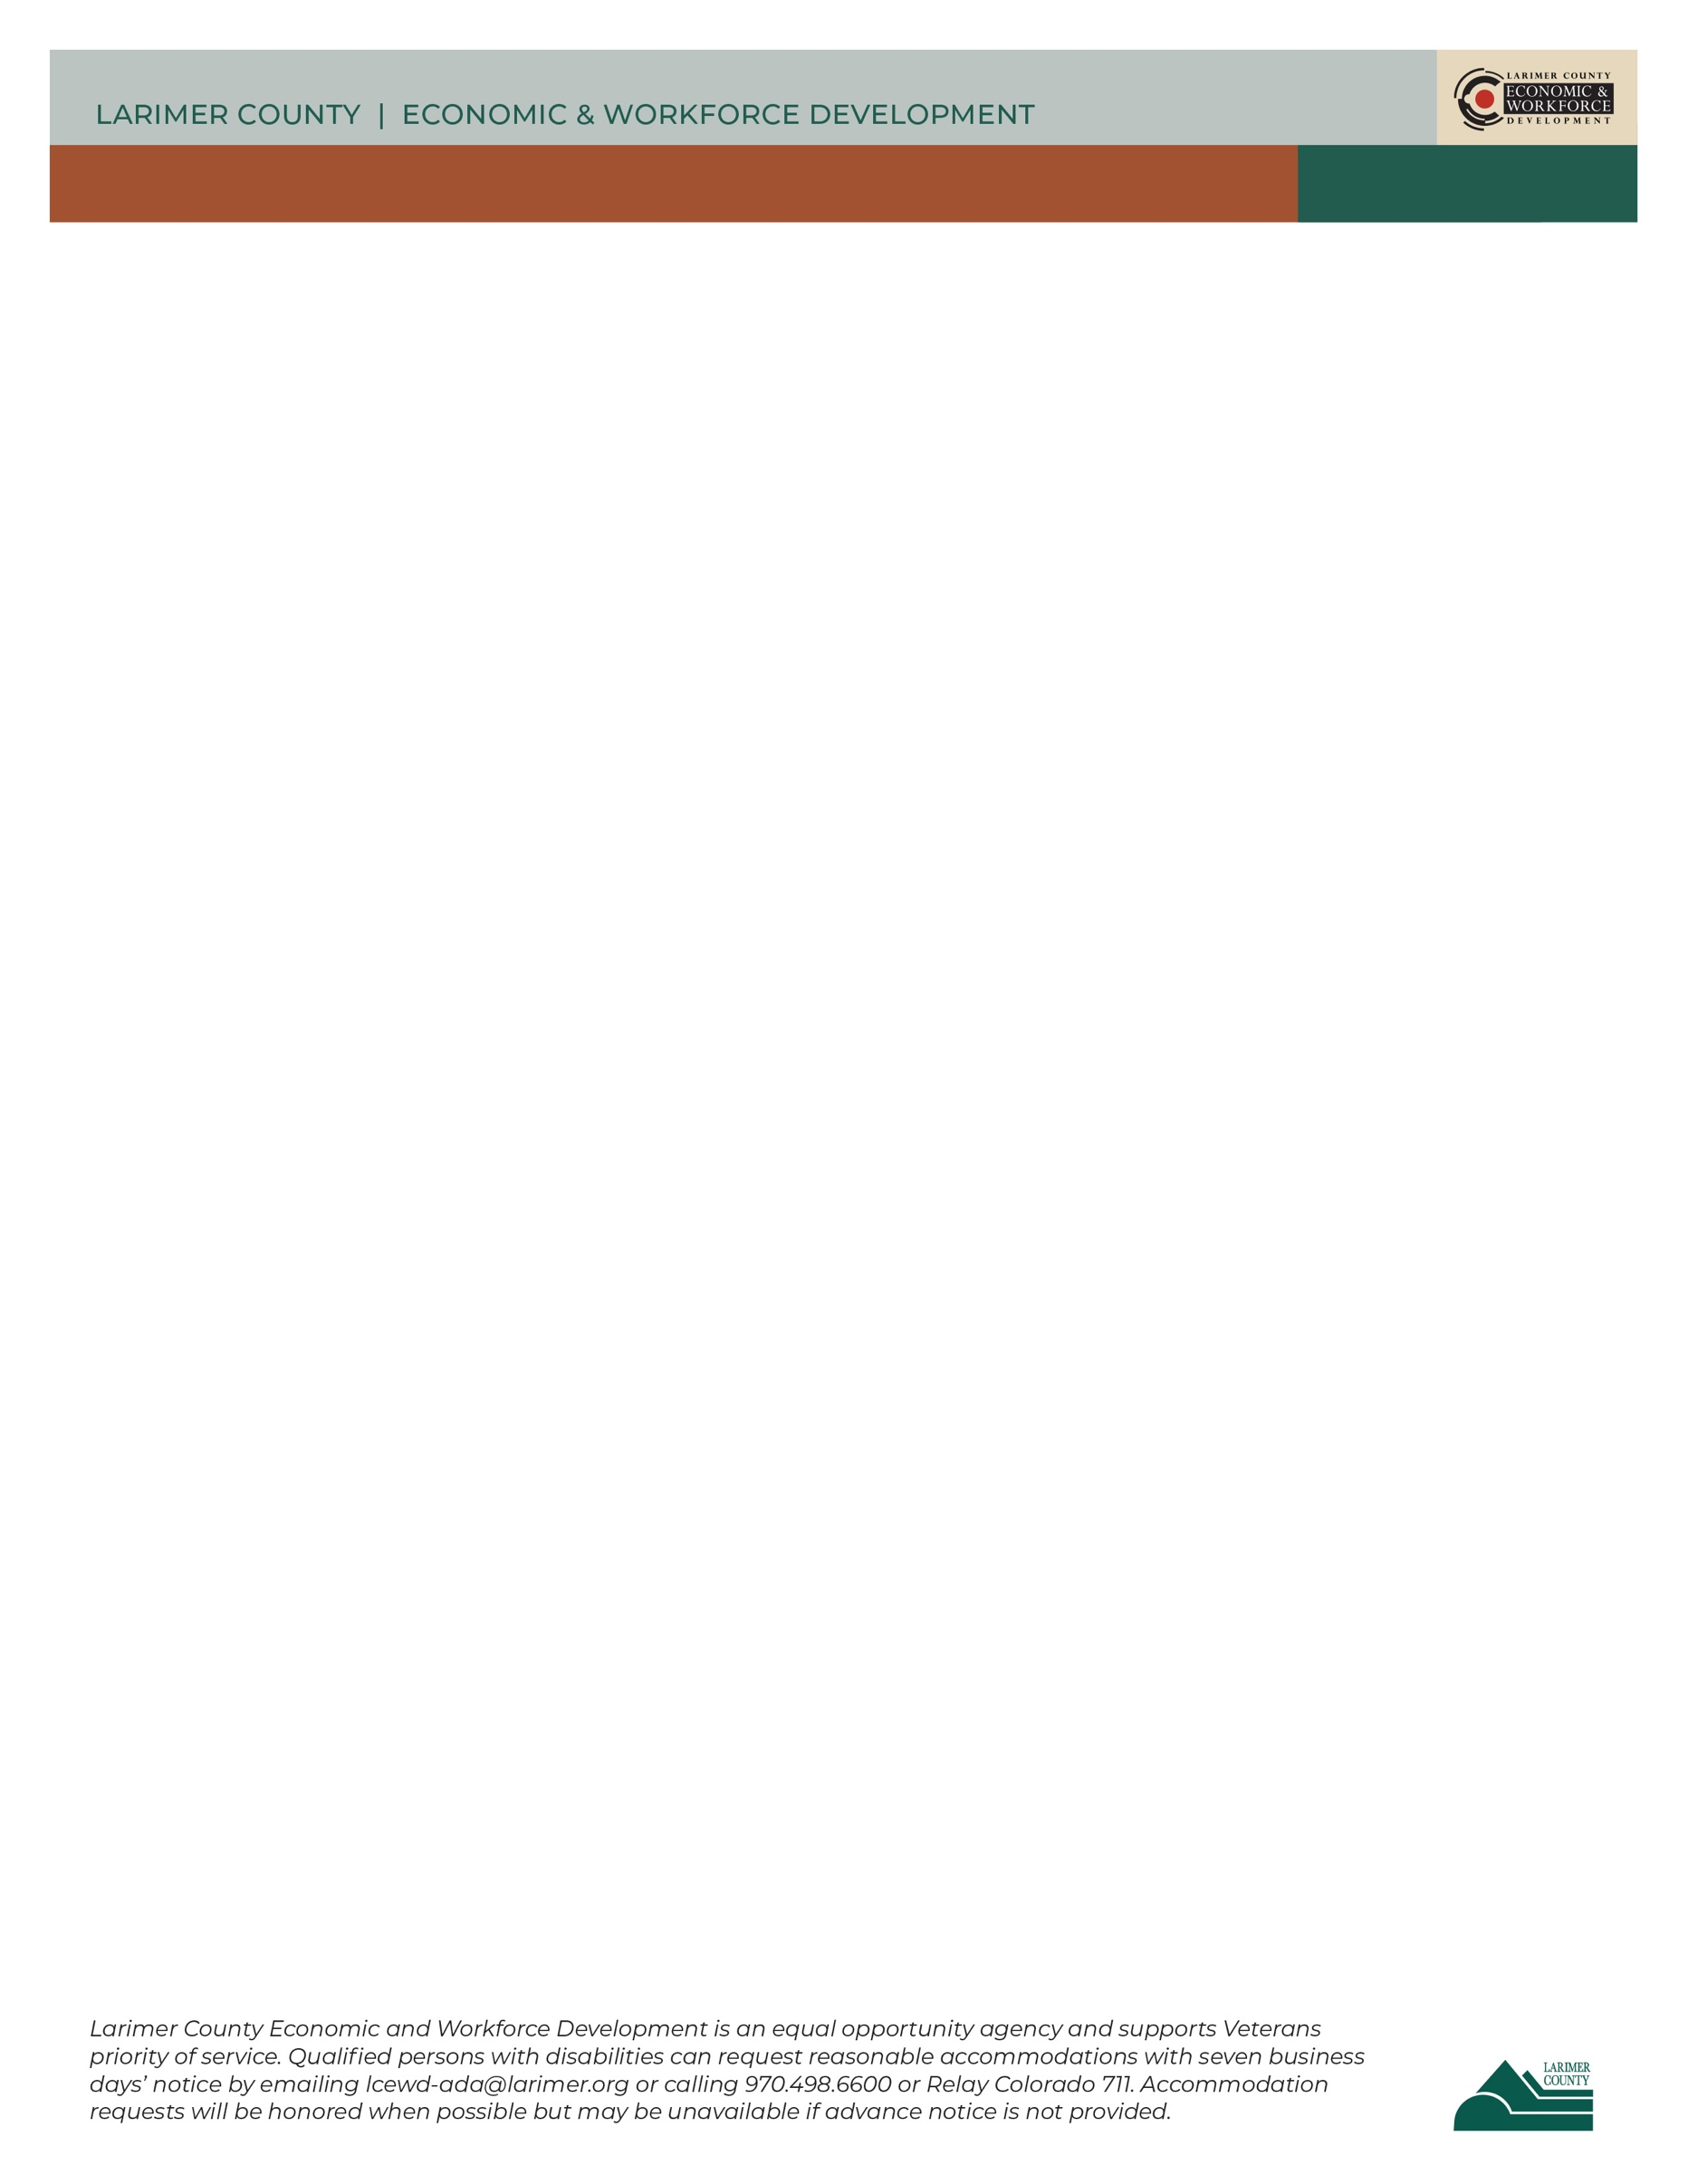 LARIMER COUNTY | ECONOMIC & WORKFORCE DEVELOPMENT
LARIMER COUNTY
ECONOMIC &
WORKFORCE
DEVELOPMENT
Larimer County Economic and Workforce Development is an equal opportunity agency and supports Veterans
priority of service. Qualified persons with disabilities can request reasonable accommodations with seven business
days’ notice by emailing lcewd-ada@larimer.org or calling 970.498.6600 or Relay Colorado 711. Accommodation
requests will be honored when possible but may be unavailable if advance notice is not provided.
LARIMER
COUNTY